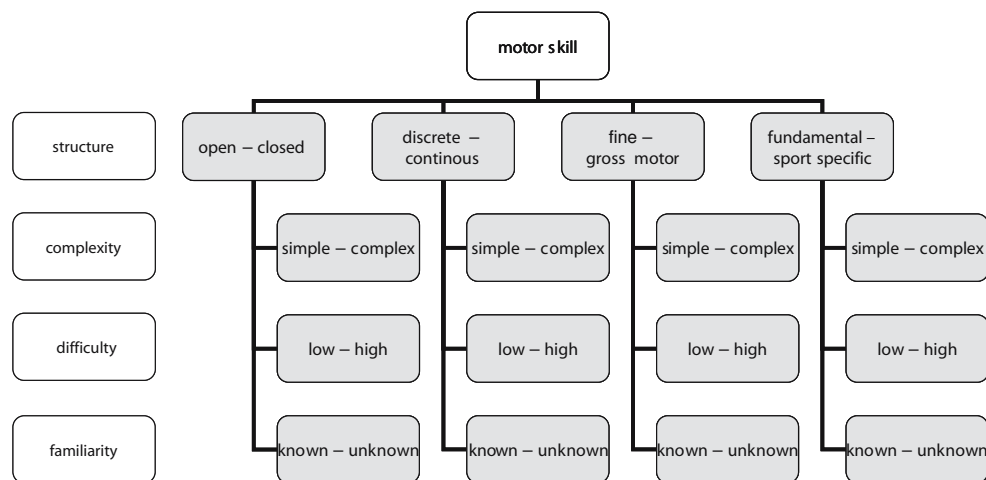 motor skill
structure
open – closed
discrete –
continous
fine –
gross motor
fundamental –
sport specific
complexity
simple – complex
simple – complex
simple – complex
simple – complex
difficulty
low – high
low – high
low – high
low – high
familiarity
known – unknown
known – unknown
known – unknown
known – unknown